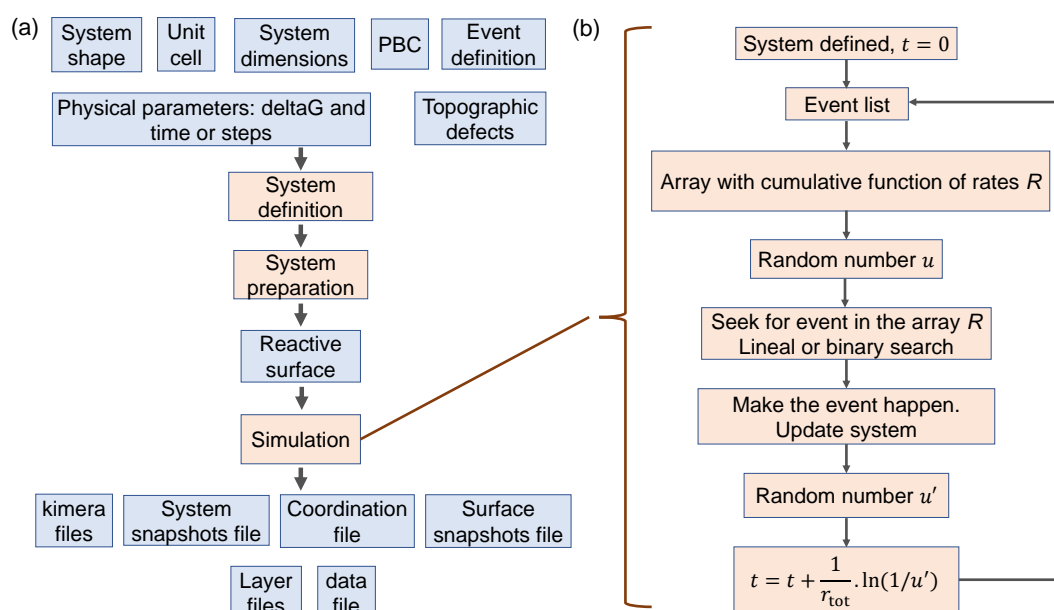 (a)
System
shape
Unit
cell
System
dimensions
PBC
Event
definition
Physical parameters: deltaG and
time or steps
Topographic
defects
System
definition
System
preparation
Reactive
surface
Simulation
kimera
files
System
snapshots file
Coordination
file
Surface
snapshots file
Layer
files
data
file
(b)
System defined, t = 0
Event list
Array with cumulative function of rates R
Random number u
Seek for event in the array R
Lineal or binary search
Make the event happen.
Update system
Random number u′
t = t + 1/r_tot . ln(1/u′)